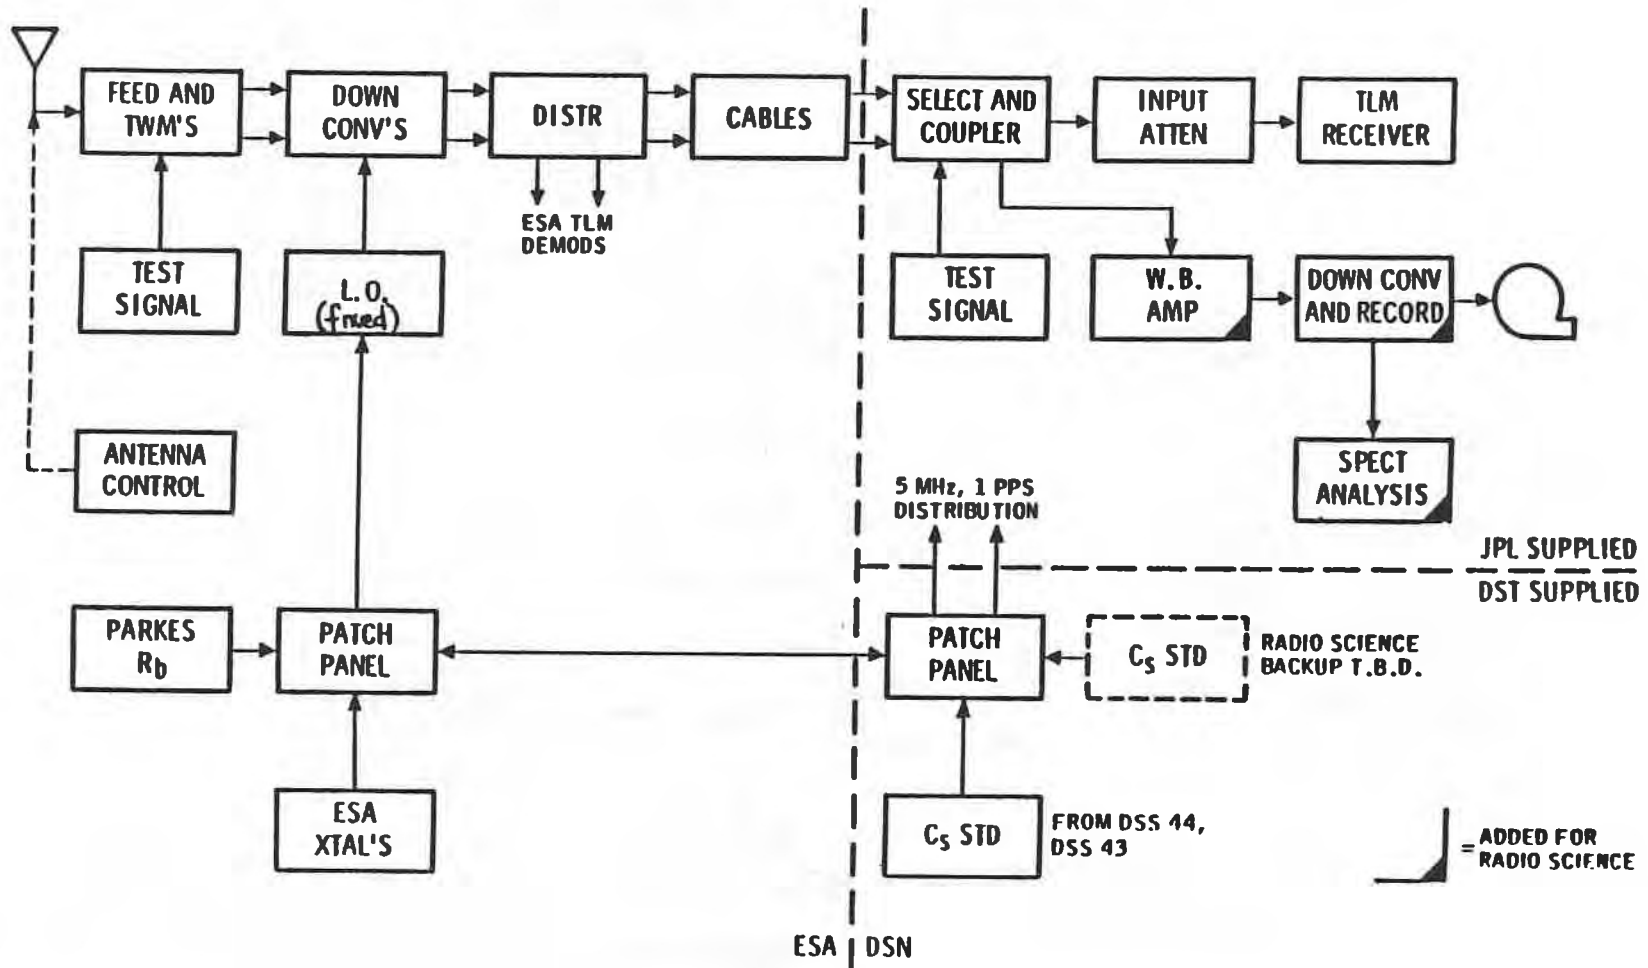 FEED AND
TWM'S
DOWN
CONV'S
DISTR
CABLES
SELECT AND
COUPLER
INPUT
ATTEN
TLM
RECEIVER
ESA TLM
DEMODS
TEST
SIGNAL
L.O.
(fixed)
TEST
SIGNAL
W.B.
AMP
DOWN CONV
AND RECORD
ANTENNA
CONTROL
SPECT
ANALYSIS
5 MHz, 1 PPS
DISTRIBUTION
JPL SUPPLIED
DST SUPPLIED
PARKES
Rb
PATCH
PANEL
PATCH
PANEL
Cs STD
RADIO SCIENCE
BACKUP T.B.D.
ESA
XTAL'S
Cs STD
FROM DSS 44,
DSS 43
= ADDED FOR
RADIO SCIENCE
ESA
DSN